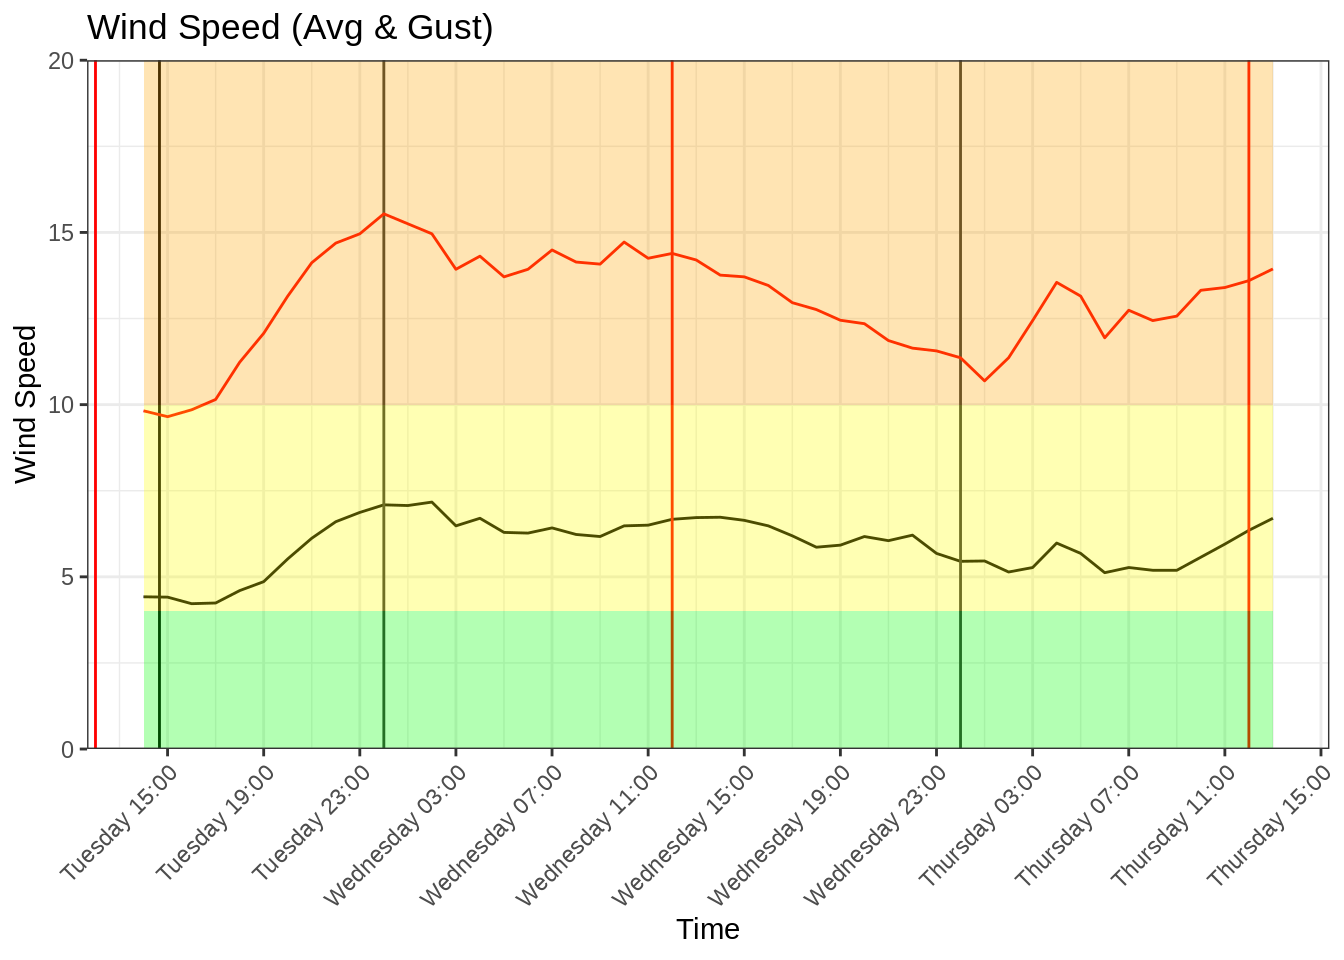 Wind Speed (Avg & Gust)
20
15
10
5
0
Wind Speed
Tuesday 15:00
Tuesday 19:00
Tuesday 23:00
Wednesday 03:00
Wednesday 07:00
Wednesday 11:00
Wednesday 15:00
Wednesday 19:00
Wednesday 23:00
Thursday 03:00
Thursday 07:00
Thursday 11:00
Thursday 15:00
Time